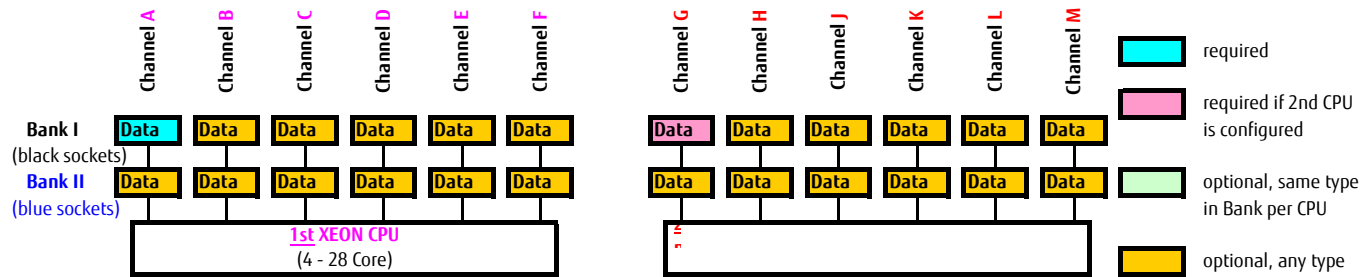 Channel A
Channel B
Channel C
Channel D
Channel E
Channel F
Channel G
Channel H
Channel J
Channel K
Channel L
Channel M
required
required if 2nd CPU
is configured
Bank I
(black sockets)
Data Data Data Data Data Data Data Data Data Data Data Data
Bank II
(blue sockets)
Data Data Data Data Data Data Data Data Data Data Data Data
optional, same type
in Bank per CPU
1st XEON CPU
(4 - 28 Core)
optional, any type